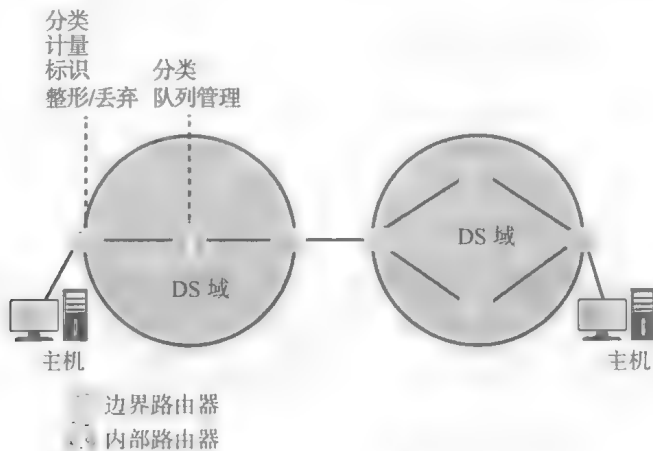 分类
计量
标识
整形/丢弃
分类
队列管理
DS 域
DS 域
主机
主机
边界路由器
内部路由器